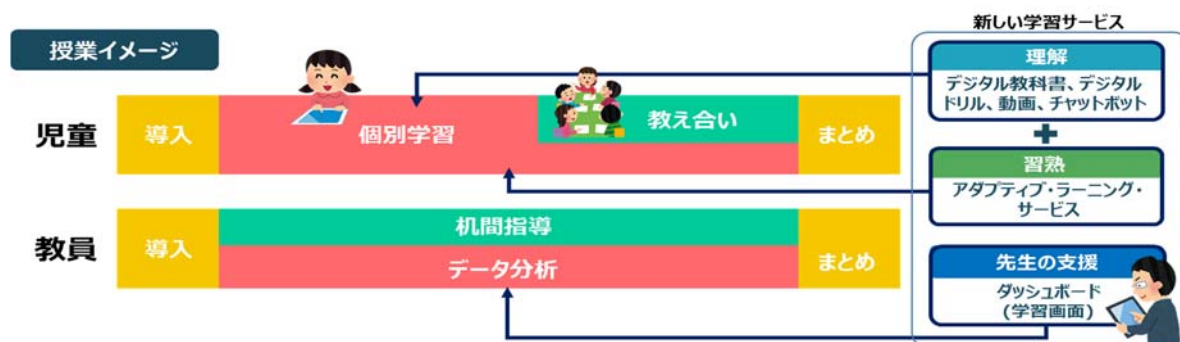 新しい学習サービス
授業イメージ
理解
デジタル教科書、デジタル
ドリル、動画、チャットボット
児童
導入
個別学習
教え合い
まとめ
習熟
アダプティブ・ラーニング・
サービス
教員
導入
机間指導
データ分析
まとめ
先生の支援
ダッシュボード
(学習画面)